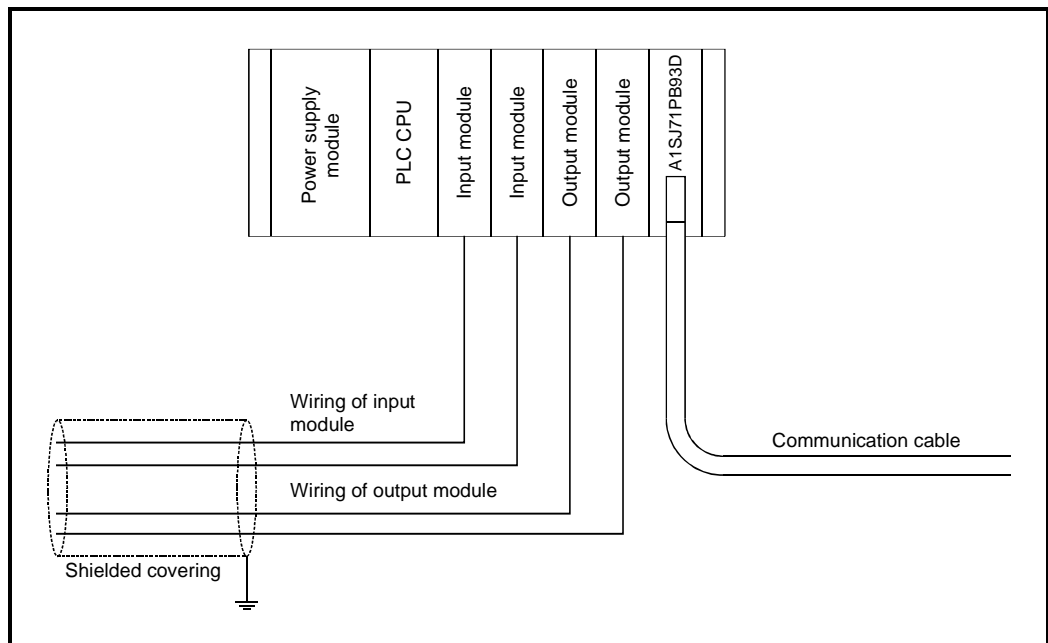 Power supply
module
PLC CPU
Input module
Input module
Output module
Output module
A1SJ71PB93D
Wiring of input
module
Communication cable
Wiring of output module
Shielded covering